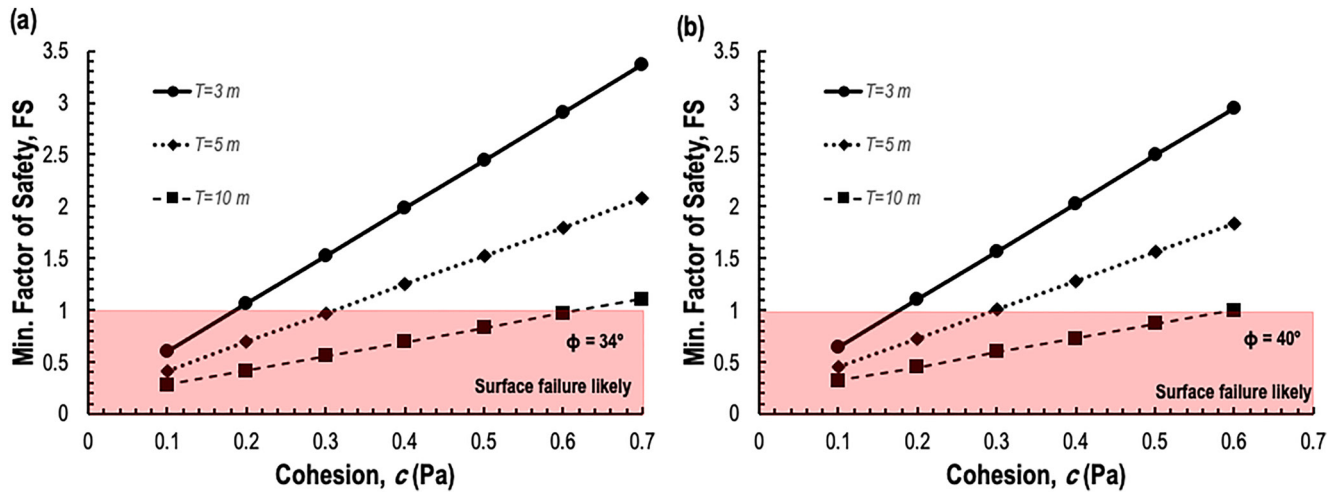 (a)
Min. Factor of Safety, FS
3.5
3
2.5
2
1.5
1
0.5
0
T=3 m
T=5 m
T=10 m
ϕ = 34º
Surface failure likely
0 0.1 0.2 0.3 0.4 0.5 0.6 0.7
Cohesion, c (Pa)
(b)
Min. Factor of Safety, FS
3.5
3
2.5
2
1.5
1
0.5
0
T=3 m
T=5 m
T=10 m
ϕ = 40º
Surface failure likely
0 0.1 0.2 0.3 0.4 0.5 0.6 0.7
Cohesion, c (Pa)